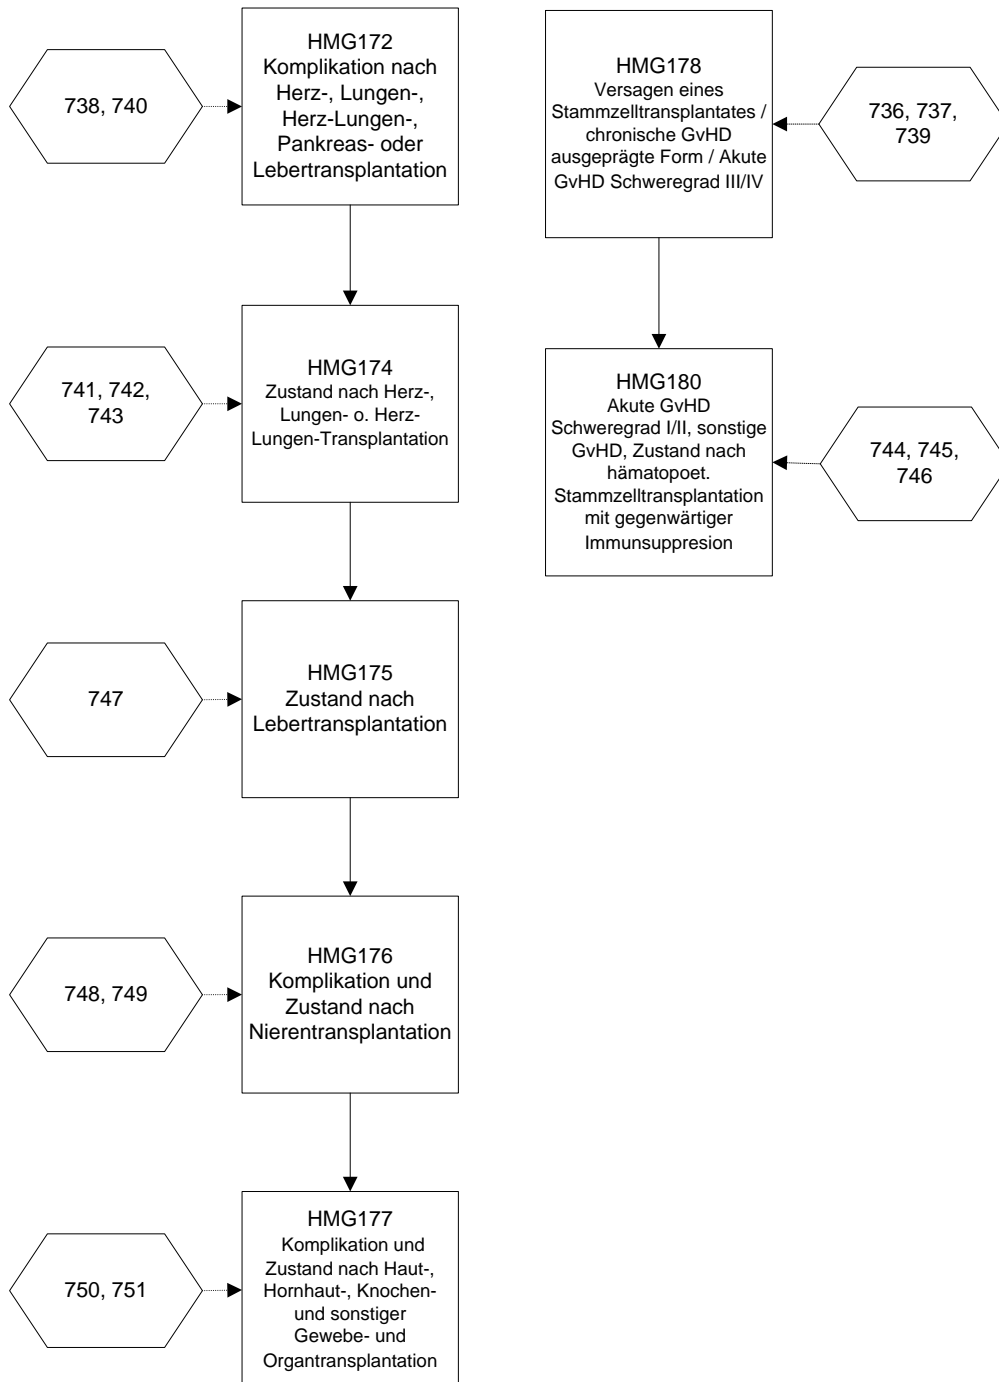 738, 740
HMG172
Komplikation nach
Herz-, Lungen-,
Herz-Lungen-,
Pankreas- oder
Lebertransplantation
741, 742,
743
HMG174
Zustand nach Herz-,
Lungen- o. Herz-
Lungen-Transplantation
747
HMG175
Zustand nach
Lebertransplantation
748, 749
HMG176
Komplikation und
Zustand nach
Nierentransplantation
750, 751
HMG177
Komplikation und
Zustand nach Haut-,
Hornhaut-, Knochen-
und sonstiger
Gewebe- und
Organtransplantation
HMG178
Versagen eines
Stammzelltransplantates /
chronische GvHD
ausgeprägte Form / Akute
GvHD Schweregrad III/IV
736, 737,
739
HMG180
Akute GvHD
Schweregrad I/II, sonstige
GvHD, Zustand nach
hämatopoet.
Stammzelltransplantation
mit gegenwärtiger
Immunsuppresion
744, 745,
746